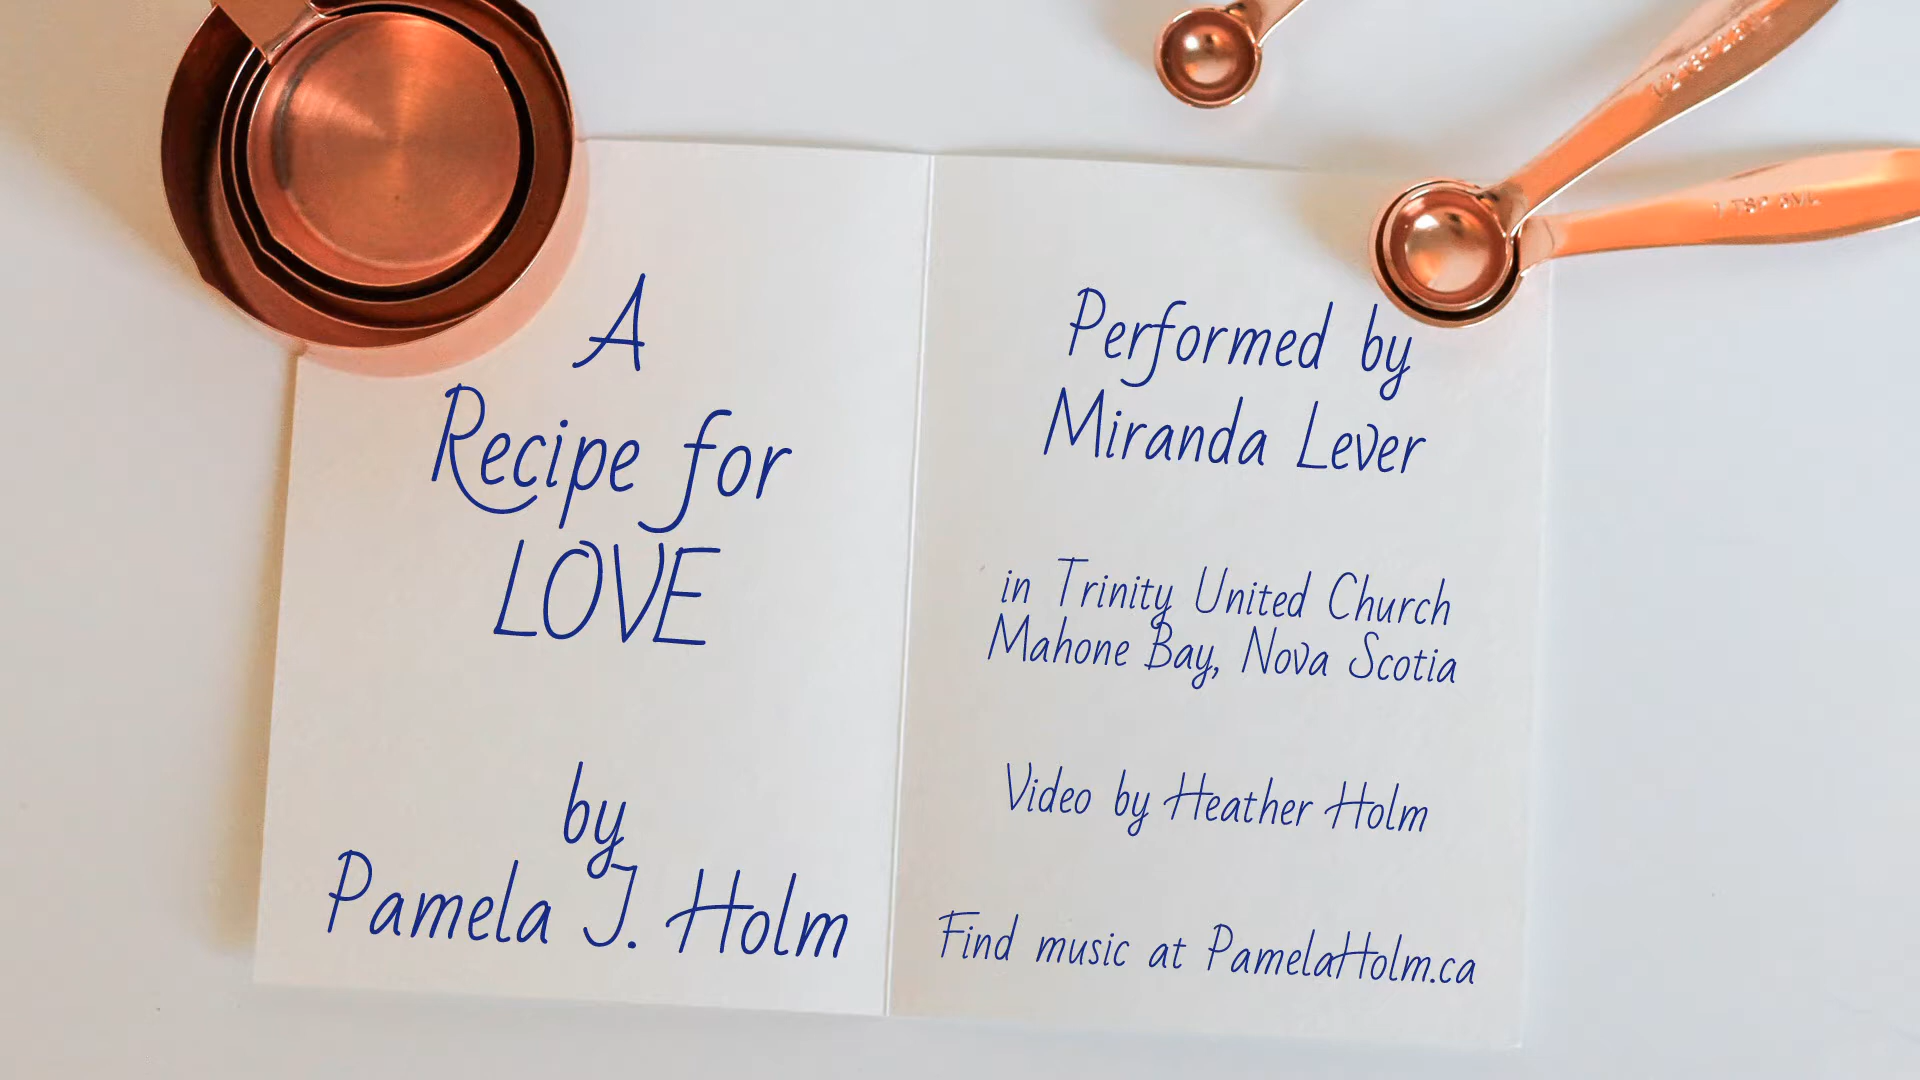 A
Recipe for
LOVE
by
Pamela J. Holm
Performed by
Miranda Lever
in Trinity United Church
Mahone Bay, Nova Scotia
Video by Heather Holm
Find music at PamelaHolm.ca